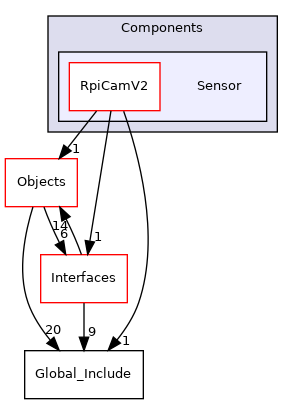 Components
RpiCamV2
Sensor
1
Objects
14
6
1
Interfaces
20
9
1
Global_Include